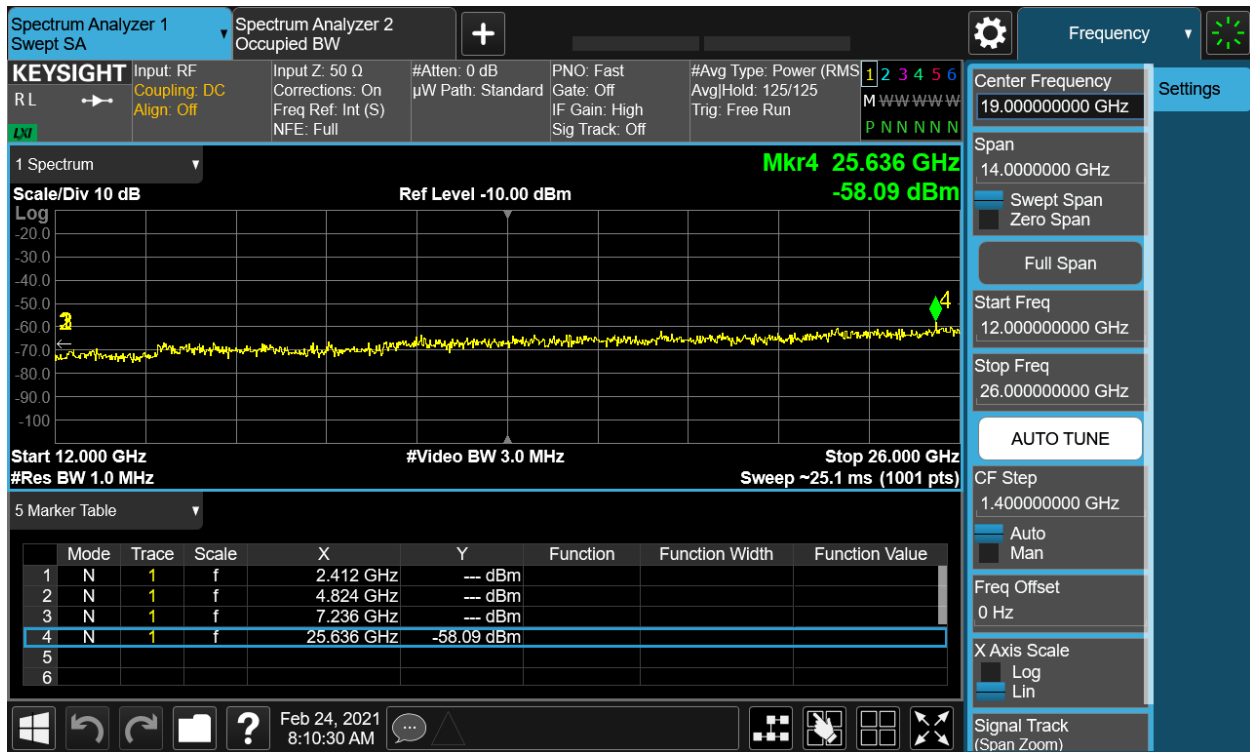 Spectrum Analyzer 1
Swept SA
Spectrum Analyzer 2
Occupied BW
Frequency
KEYSIGHT
RL
LXI
Input: RF
Coupling: DC
Align: Off
Input Z: 50 Ω
Corrections: On
Freq Ref: Int (S)
NFE: Full
#Atten: 0 dB
µW Path: Standard
PNO: Fast
Gate: Off
IF Gain: High
Sig Track: Off
#Avg Type: Power (RMS
Avg|Hold: 125/125
Trig: Free Run
1 2 3 4 5 6
M W W W W W
P N N N N N
1 Spectrum
Mkr4 25.636 GHz
Scale/Div 10 dB
Ref Level -10.00 dBm
-58.09 dBm
Log
-20.0
-30.0
-40.0
-50.0
-60.0
-70.0
-80.0
-90.0
-100
3
4
Start 12.000 GHz
#Video BW 3.0 MHz
Stop 26.000 GHz
#Res BW 1.0 MHz
Sweep ~25.1 ms (1001 pts)
5 Marker Table
Mode Trace Scale X Y Function Function Width Function Value
1 N 1 f 2.412 GHz --- dBm
2 N 1 f 4.824 GHz --- dBm
3 N 1 f 7.236 GHz --- dBm
4 N 1 f 25.636 GHz -58.09 dBm
5
6
Feb 24, 2021
8:10:30 AM
Center Frequency
19.000000000 GHz
Settings
Span
14.0000000 GHz
Swept Span
Zero Span
Full Span
Start Freq
12.000000000 GHz
Stop Freq
26.000000000 GHz
AUTO TUNE
CF Step
1.400000000 GHz
Auto
Man
Freq Offset
0 Hz
X Axis Scale
Log
Lin
Signal Track
(Span Zoom)